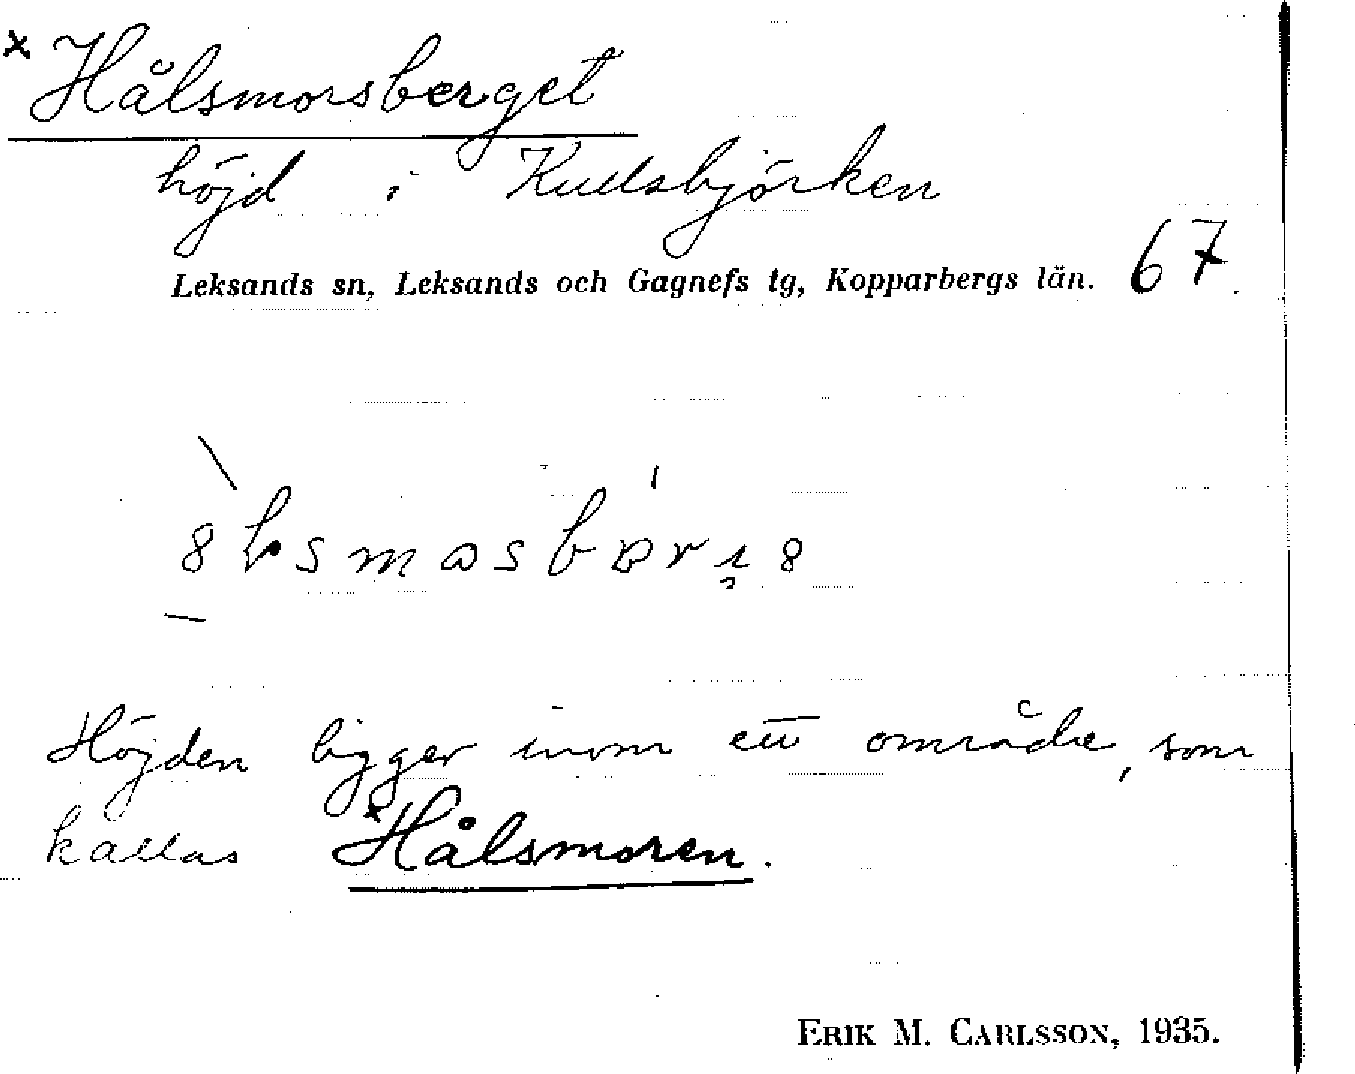 × Hålsmorsberget
höjd i Kullsbjörken
Leksands sn, Leksands och Gagnefs tg, Kopparbergs län. 67
Höjden ligger inom ett område, som
kallas ×Hålsmoren.
ERIK M. CARLSSON, 1935.